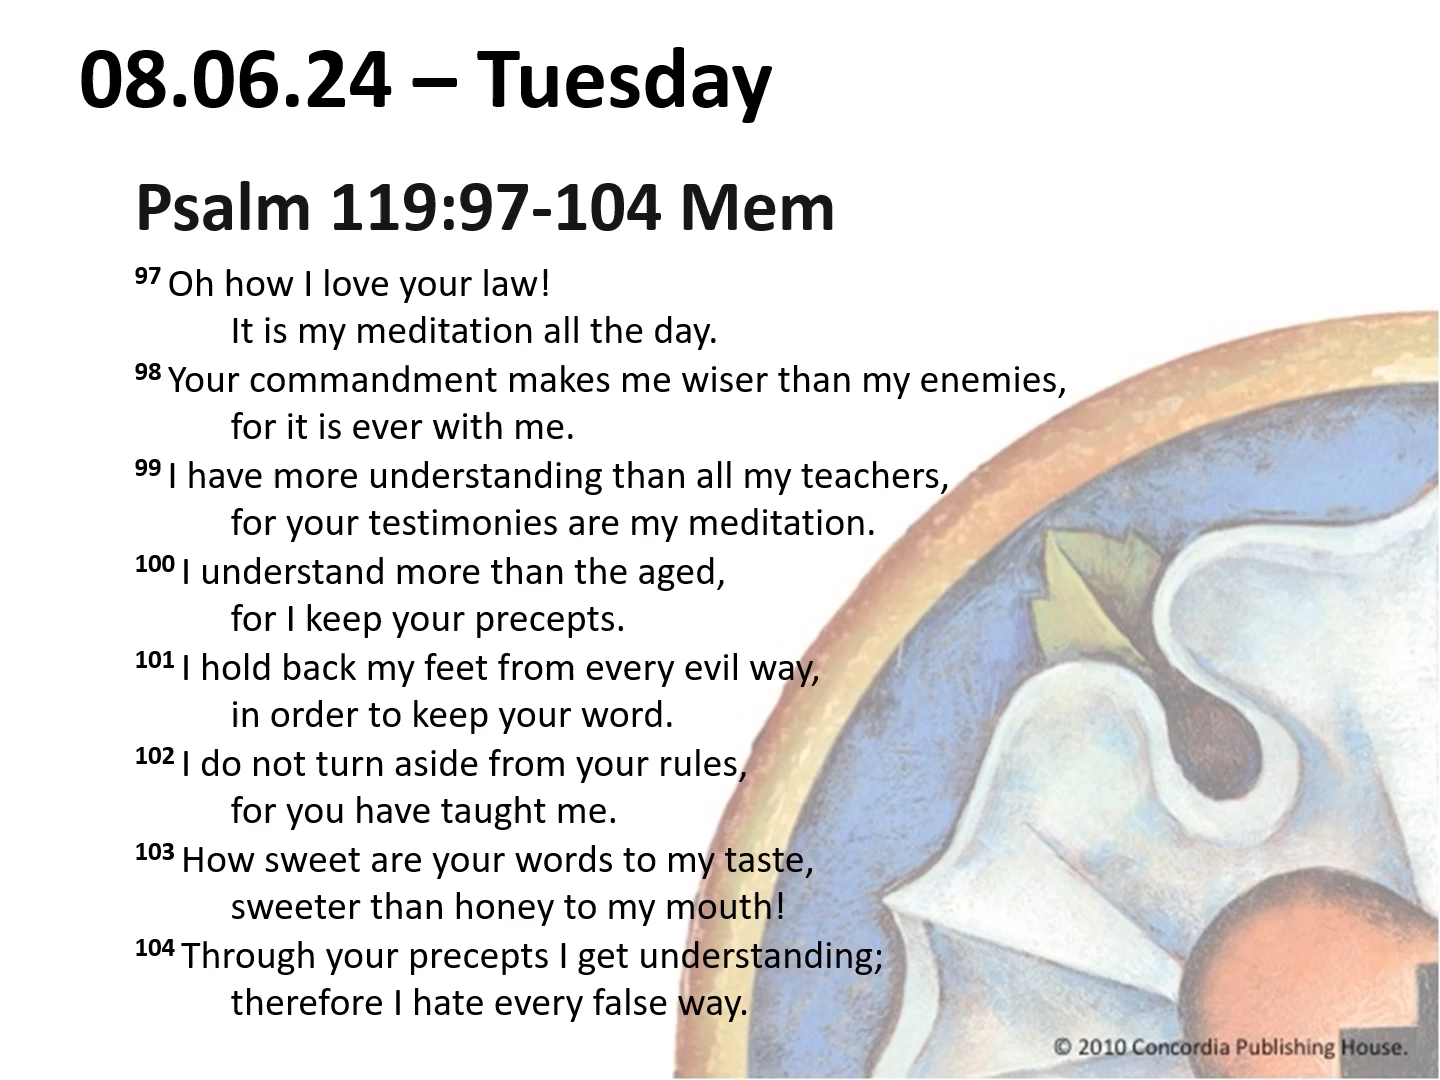 08.06.24 – Tuesday
Psalm 119:97-104 Mem
97 Oh how I love your law!
It is my meditation all the day.
98 Your commandment makes me wiser than my enemies,
for it is ever with me.
99 I have more understanding than all my teachers,
for your testimonies are my meditation.
100 I understand more than the aged,
for I keep your precepts.
101 I hold back my feet from every evil way,
in order to keep your word.
102 I do not turn aside from your rules,
for you have taught me.
103 How sweet are your words to my taste,
sweeter than honey to my mouth!
104 Through your precepts I get understanding;
therefore I hate every false way.
© 2010 Concordia Publishing House.